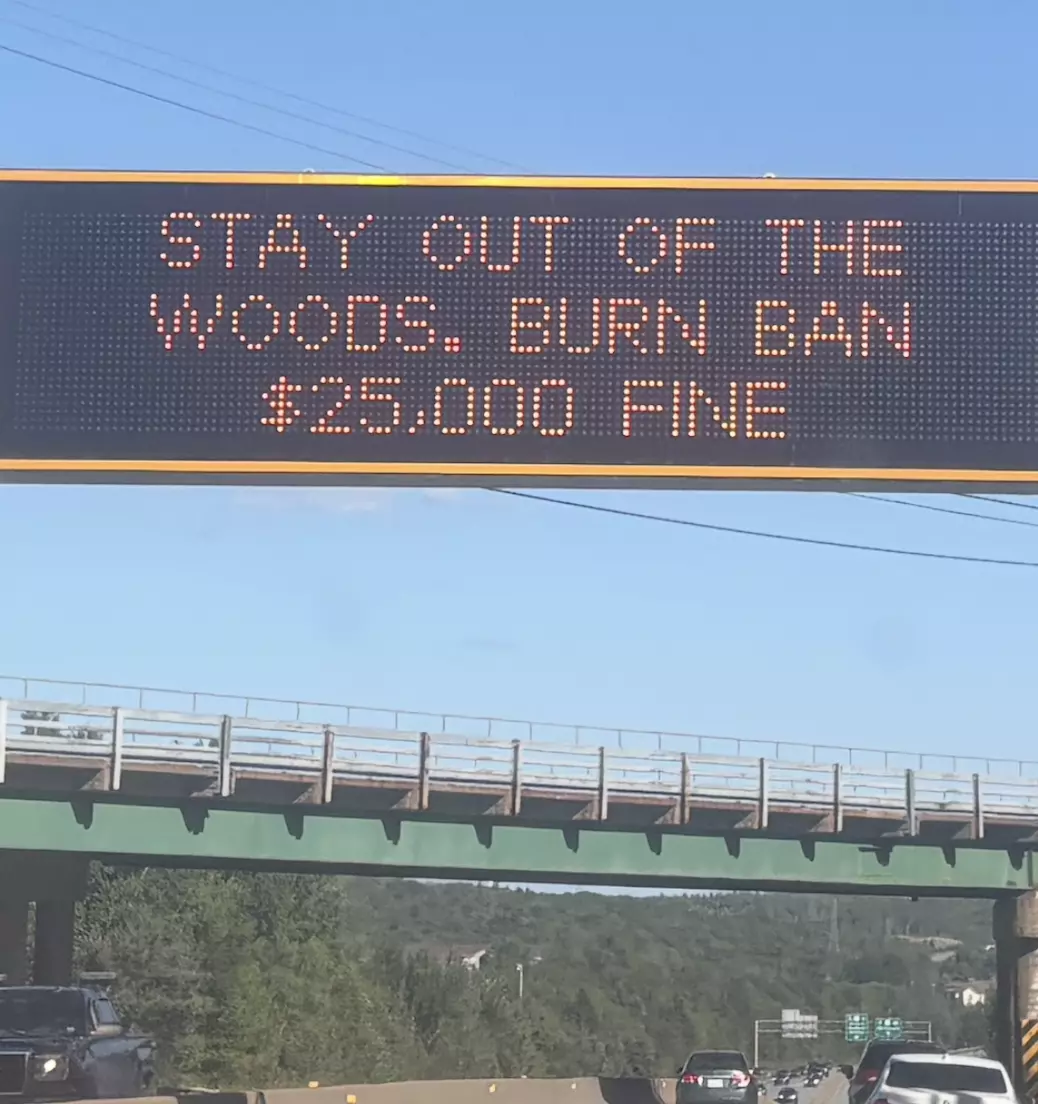 STAY OUT OF THE
WOODS. BURN BAN
$25,000 FINE